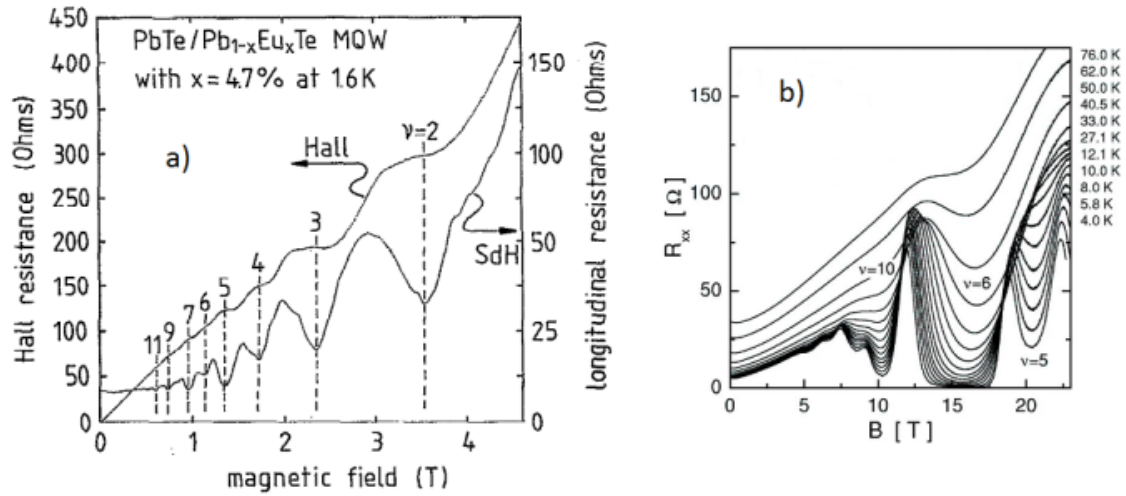 450
400
350
300
250
200
150
100
50
0
Hall resistance (Ohms)
PbTe/Pb1-xEuxTe MQW
with x = 4.7% at 1.6K
a)
Hall
ν=2
3
4
5
6
7
9
11
SdH
150
100
50
25
0
longitudinal resistance (Ohms)
0 1 2 3 4
magnetic field (T)
b)
150
100
50
0
Rxx [Ω]
ν=10
ν=6
ν=5
76.0 K
62.0 K
50.0 K
40.5 K
33.0 K
27.1 K
12.1 K
10.0 K
8.0 K
5.8 K
4.0 K
0 5 10 15 20
B [T]